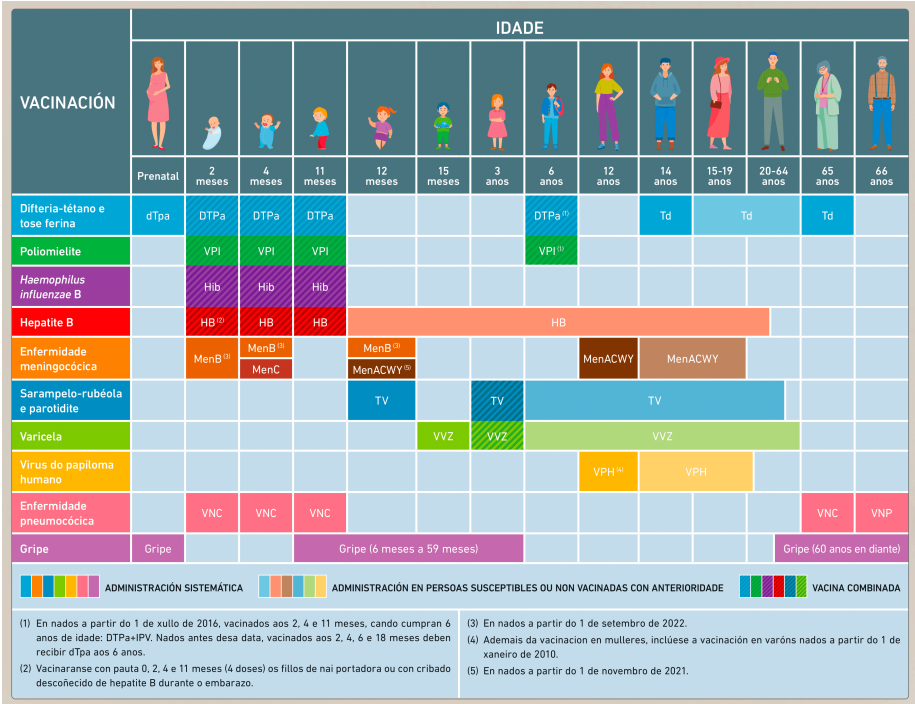 IDADE
VACINACIÓN
Prenatal
2 meses
4 meses
11 meses
12 meses
15 meses
3 anos
6 anos
12 anos
14 anos
15-19 anos
20-64 anos
65 anos
66 anos
Difteria-tétano e
tose ferina
dTpa
DTPa
DTPa
DTPa
DTPa (1)
Td
Td
Td
Poliomielite
VPI
VPI
VPI
VPI (1)
Haemophilus
influenzae B
Hib
Hib
Hib
Hepatite B
HB (2)
HB
HB
HB
Enfermidade
meningocócica
MenB (3)
MenB (3)
MenC
MenB (3)
MenACWY (5)
MenACWY
MenACWY
Sarampelo-rubéola
e parotidite
TV
TV
TV
Varicela
VVZ
VVZ
VVZ
Virus do papiloma
humano
VPH (4)
VPH
Enfermidade
pneumocócica
VNC
VNC
VNC
VNC
VNP
Gripe
Gripe
Gripe (6 meses a 59 meses)
Gripe (60 anos en diante)
ADMINISTRACIÓN SISTEMÁTICA
ADMINISTRACIÓN EN PERSOAS SUSCEPTIBLES OU NON VACINADAS CON ANTERIORIDADE
VACINA COMBINADA
(1) En nados a partir do 1 de xullo de 2016, vacinados aos 2, 4 e 11 meses, cando cumpran 6
anos de idade: DTPa+IPV. Nados antes desa data, vacinados aos 2, 4, 6 e 18 meses deben
recibir dTpa aos 6 anos.
(2) Vacinaranse con pauta 0, 2, 4 e 11 meses (4 doses) os fillos de nai portadora ou con cribado
descoñecido de hepatite B durante o embarazo.
(3) En nados a partir do 1 de setembro de 2022.
(4) Ademais da vacinacion en mulleres, inclúese a vacinación en varóns nados a partir do 1 de
xaneiro de 2010.
(5) En nados a partir do 1 de novembro de 2021.